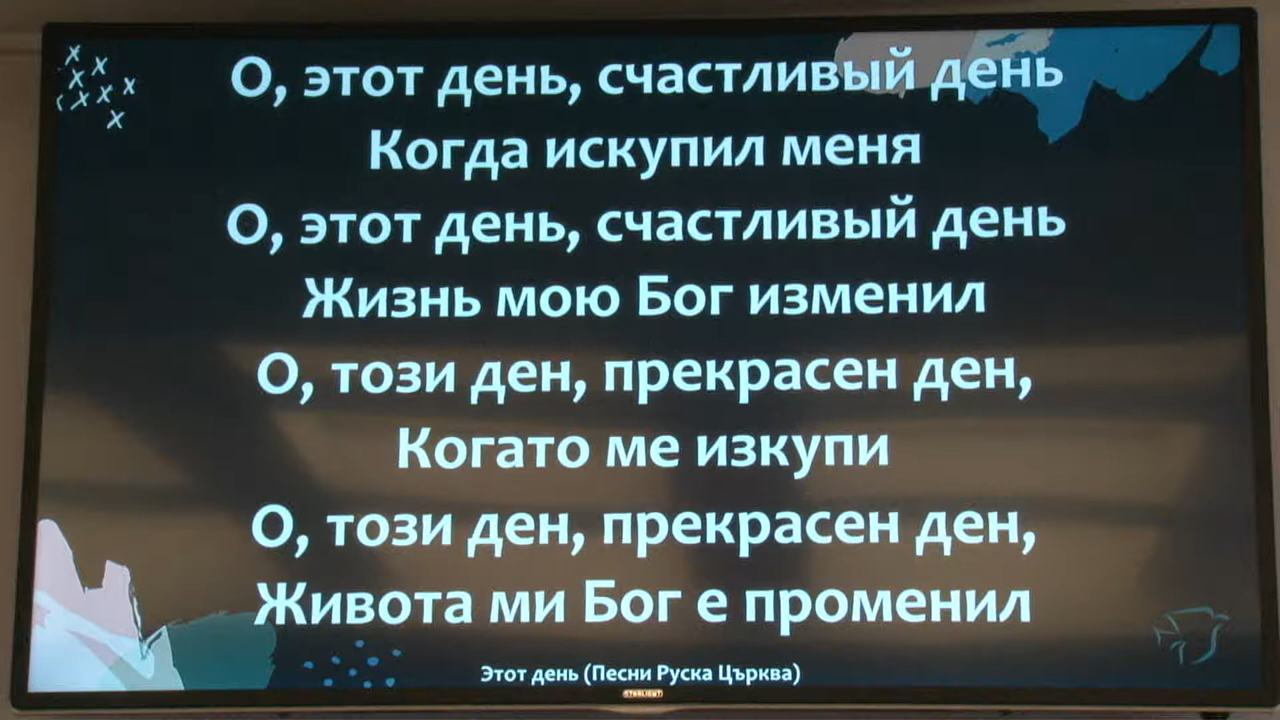 О, этот день, счастливый день
Когда искупил меня
О, этот день, счастливый день
Жизнь мою Бог изменил
О, този ден, прекрасен ден,
Когато ме изкупи
О, този ден, прекрасен ден,
Живота ми Бог е променил
Этот день (Песни Руска Църква)
STARLIGHT